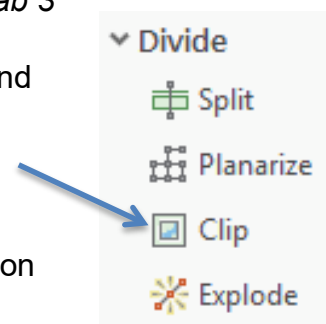 ab 3
Divide
nd
Split
Planarize
Clip
on
Explode